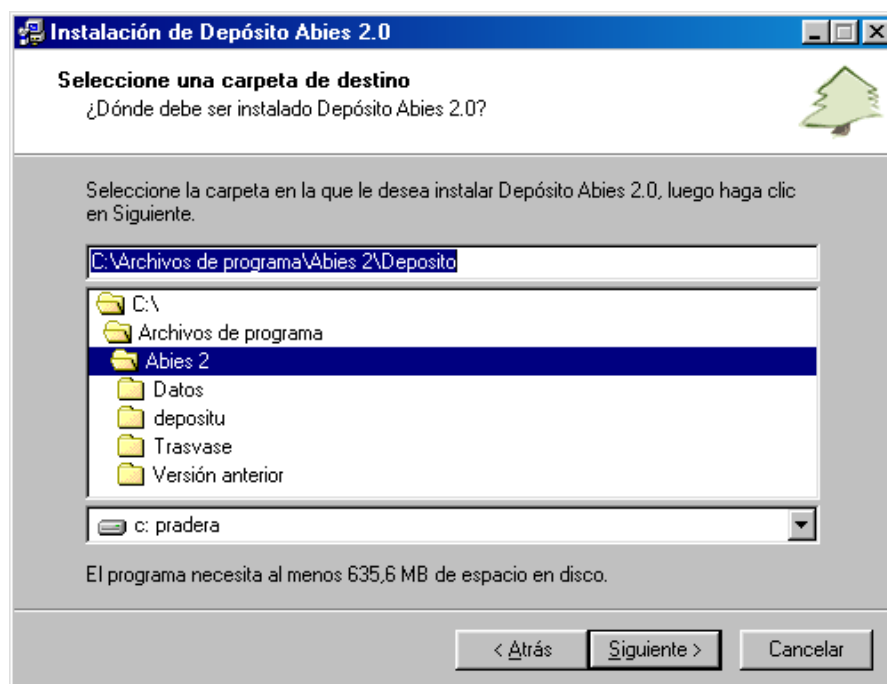 Instalación de Depósito Abies 2.0
Seleccione una carpeta de destino
¿Dónde debe ser instalado Depósito Abies 2.0?
Seleccione la carpeta en la que le desea instalar Depósito Abies 2.0, luego haga clic
en Siguiente.
C:\Archivos de programa\Abies 2\Deposito
C:\
Archivos de programa
Abies 2
Datos
depositu
Trasvase
Versión anterior
c: pradera
El programa necesita al menos 635,6 MB de espacio en disco.
< Atrás Siguiente > Cancelar